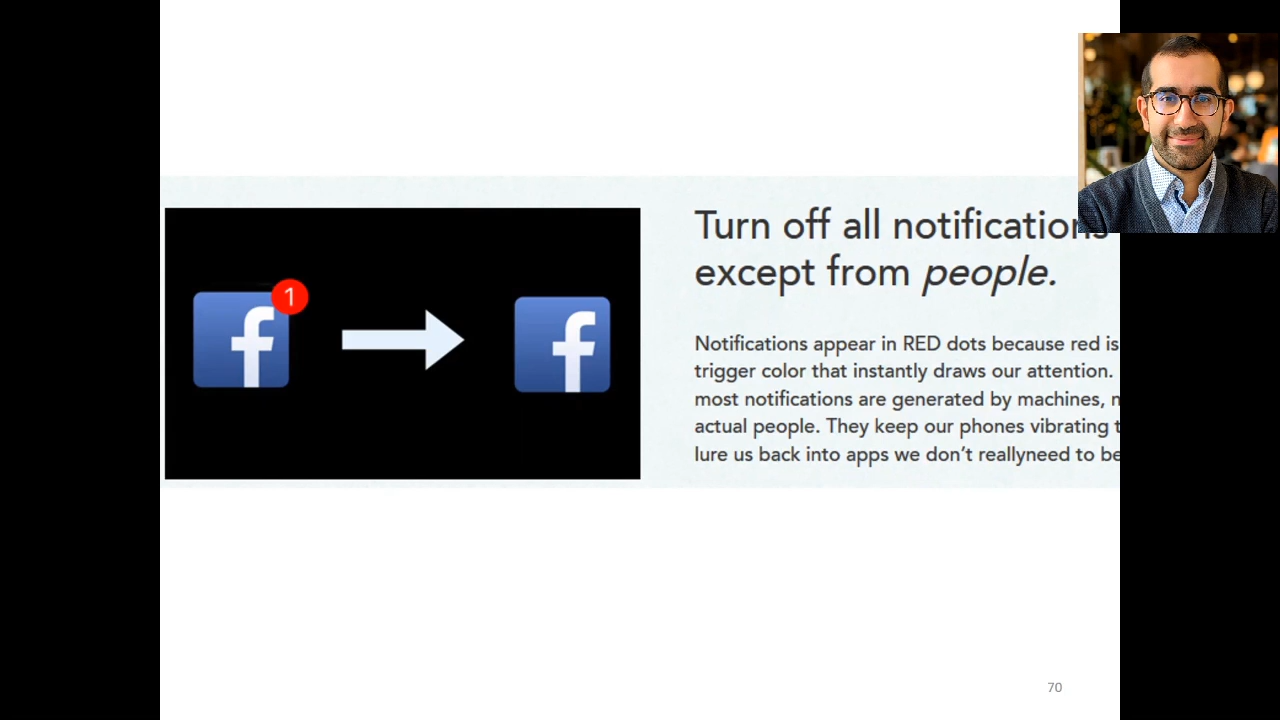 Turn off all notifications
except from people.
Notifications appear in RED dots because red is
trigger color that instantly draws our attention.
most notifications are generated by machines,
actual people. They keep our phones vibrating
lure us back into apps we don't reallyneed to be
1
70